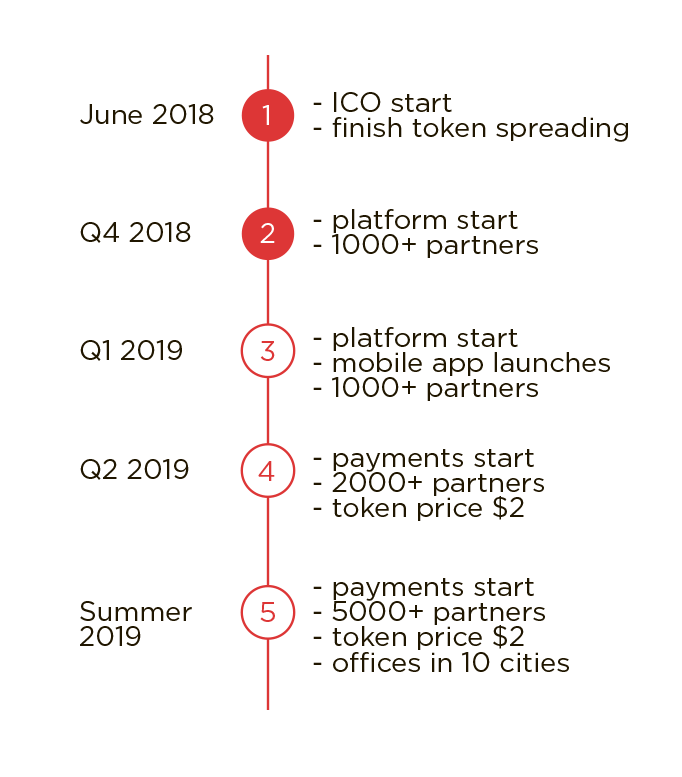 June 2018
1
- ICO start
- finish token spreading
Q4 2018
2
- platform start
- 1000+ partners
Q1 2019
3
- platform start
- mobile app launches
- 1000+ partners
Q2 2019
4
- payments start
- 2000+ partners
- token price $2
Summer
2019
5
- payments start
- 5000+ partners
- token price $2
- offices in 10 cities